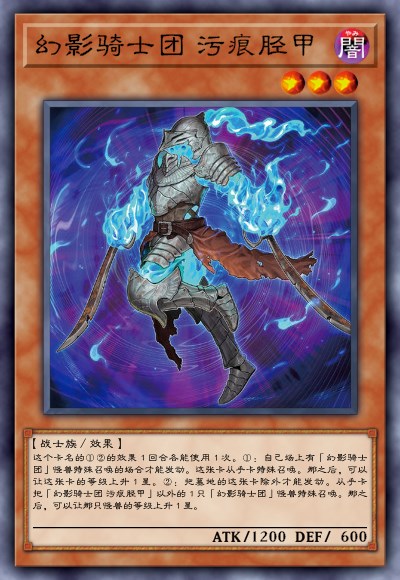 幻影骑士团 污痕胫甲
やみ
闇
【战士族/效果】
这个卡名的①②的效果1回合各能使用1次。①:自己场上有「幻影骑士
团」怪兽特殊召唤的场合才能发动。这张卡从手卡特殊召唤。那之后,可以
让这张卡的等级上升1星。②:把墓地的这张卡除外才能发动。从手卡
把「幻影骑士团 污痕胫甲」以外的1只「幻影骑士团」怪兽特殊召唤。那之
后,可以让那只怪兽的等级上升1星。
ATK/1200 DEF/ 600